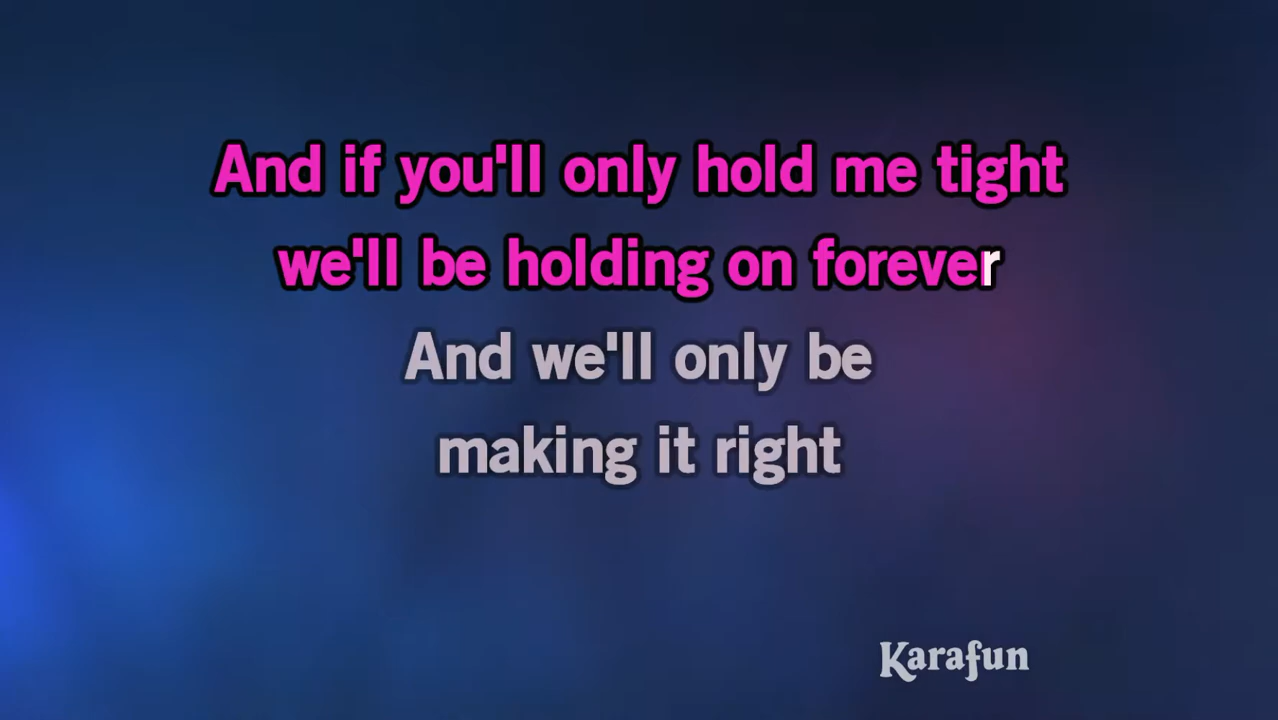 And if you'll only hold me tight
we'll be holding on forever
And we'll only be
making it right
Karafun